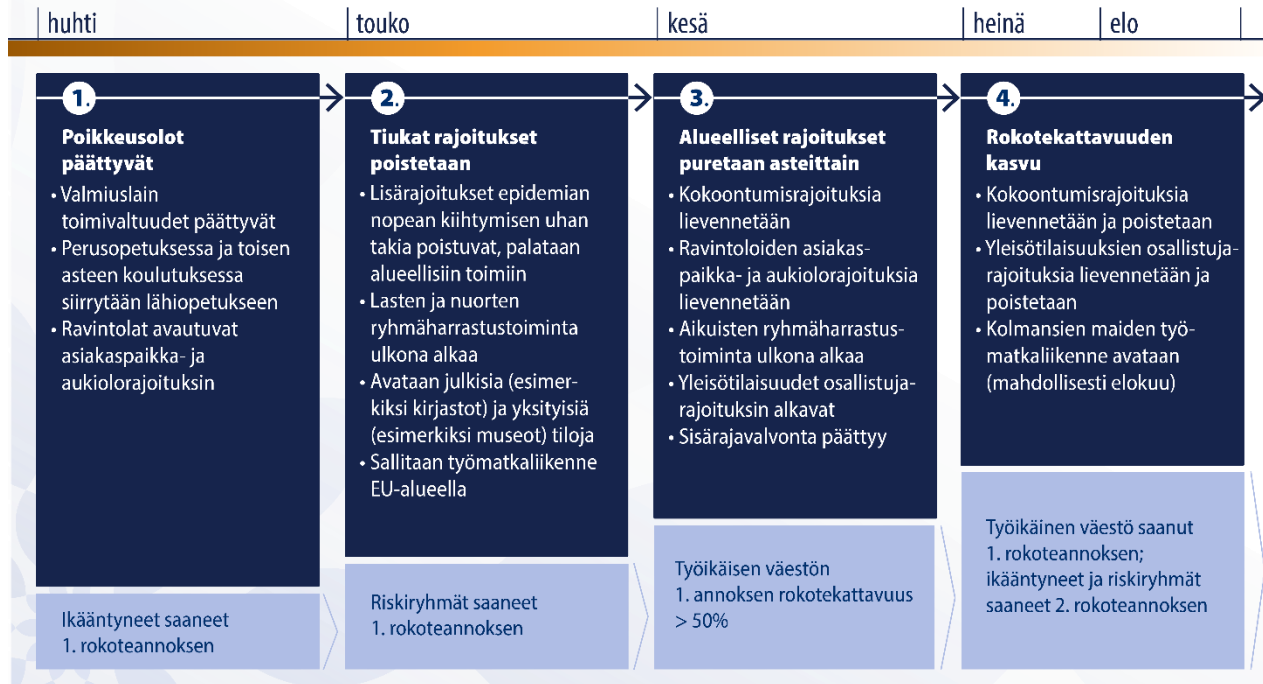 huhti
touko
kesä
heinä
elo
1.
Poikkeusolot
päättyvät
• Valmiuslain
toimivaltuudet päättyvät
• Perusopetuksessa ja toisen
asteen koulutuksessa
siirrytään lähiopetukseen
• Ravintolat avautuvat
asiakaspaikka- ja
aukiolorajoituksin
Ikääntyneet saaneet
1. rokoteannoksen
2.
Tiukat rajoitukset
poistetaan
• Lisärajoitukset epidemian
nopean kiihtymisen uhan
takia poistuvat, palataan
alueellisiin toimiin
• Lasten ja nuorten
ryhmäharrastustoiminta
ulkona alkaa
• Avataan julkisia (esimer-
kiksi kirjastot) ja yksityisiä
(esimerkiksi museot) tiloja
• Sallitaan työmatkaliikenne
EU-alueella
Riskiryhmät saaneet
1. rokoteannoksen
3.
Alueelliset rajoitukset
puretaan asteittain
• Kokoontumisrajoituksia
lievennetään
• Ravintoloiden asiakas-
paikka- ja aukiolorajoituksia
lievennetään
• Aikuisten ryhmäharrastus-
toiminta ulkona alkaa
• Yleisötilaisuudet osallistuja-
rajoituksin alkavat
• Sisärajavalvonta päättyy
Työikäisen väestön
1. annoksen rokotekattavuus
> 50%
4.
Rokotekattavuuden
kasvu
• Kokoontumisrajoituksia
lievennetään ja poistetaan
• Yleisötilaisuuksien osallistuja-
rajoituksia lievennetään ja
poistetaan
• Kolmansien maiden työ-
matkaliikenne avataan
(mahdollisesti elokuu)
Työikäinen väestö saanut
1. rokoteannoksen;
ikääntyneet ja riskiryhmät
saaneet 2. rokoteannoksen